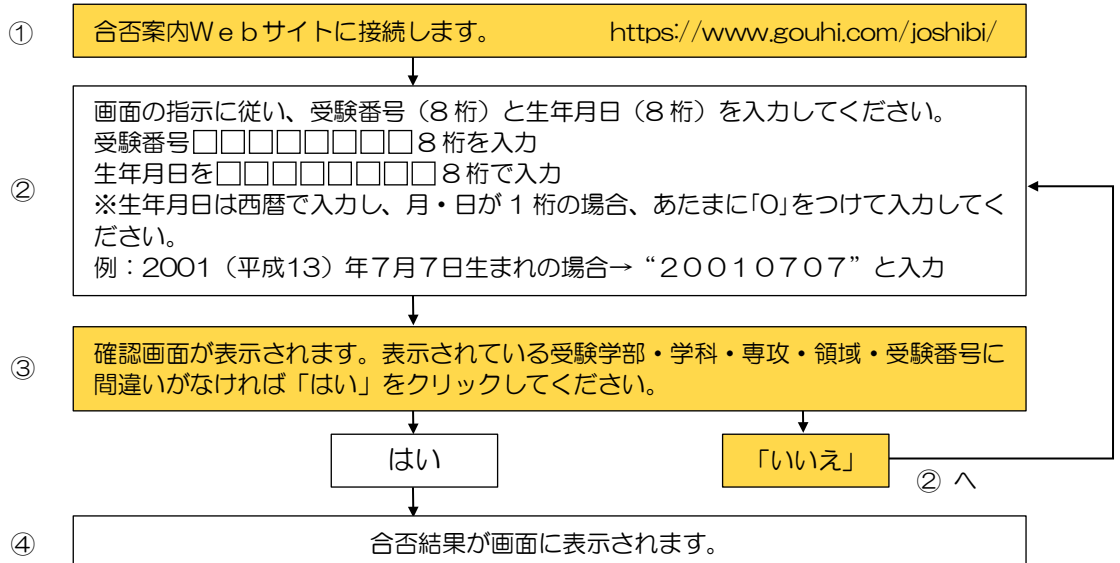 ① 合否案内Ｗｅｂサイトに接続します。 https://www.gouhi.com/joshibi/
画面の指示に従い、受験番号（8 桁）と生年月日（8 桁）を入力してください。
受験番号□□□□□□□□8 桁を入力
生年月日を□□□□□□□□8 桁で入力
② ※生年月日は西暦で入力し、月・日が 1 桁の場合、あたまに｢0｣をつけて入力してく
ださい。
例：2001（平成13）年７月７日生まれの場合→ “２００１０７０７” と入力
③ 確認画面が表示されます。表示されている受験学部・学科・専攻・領域・受験番号に
間違いがなければ「はい」をクリックしてください。
はい 「いいえ」
② へ
④ 合否結果が画面に表示されます。